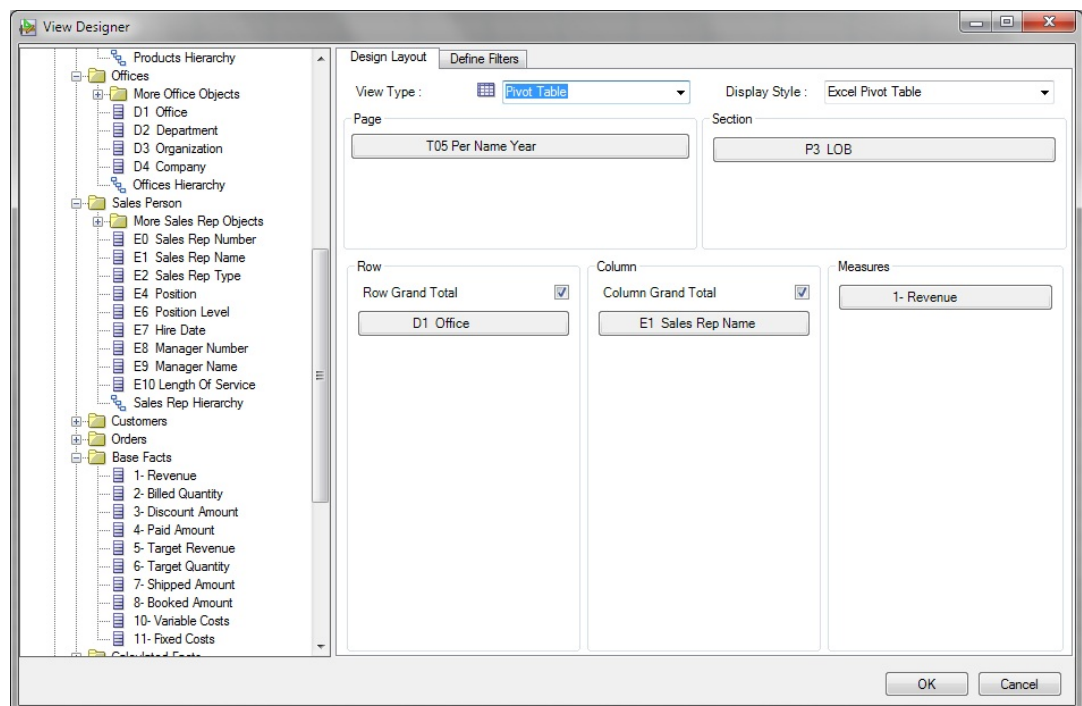 View Designer
Products Hierarchy
Offices
More Office Objects
D1 Office
D2 Department
D3 Organization
D4 Company
Offices Hierarchy
Sales Person
More Sales Rep Objects
E0 Sales Rep Number
E1 Sales Rep Name
E2 Sales Rep Type
E4 Position
E6 Position Level
E7 Hire Date
E8 Manager Number
E9 Manager Name
E10 Length Of Service
Sales Rep Hierarchy
Customers
Orders
Base Facts
1- Revenue
2- Billed Quantity
3- Discount Amount
4- Paid Amount
5- Target Revenue
6- Target Quantity
7- Shipped Amount
8- Booked Amount
10- Variable Costs
11- Fixed Costs
Calculated Facts
Design Layout Define Filters
View Type : Pivot Table Display Style : Excel Pivot Table
Page Section
T05 Per Name Year P3 LOB
Row Column Measures
Row Grand Total Column Grand Total 1- Revenue
D1 Office E1 Sales Rep Name
OK Cancel